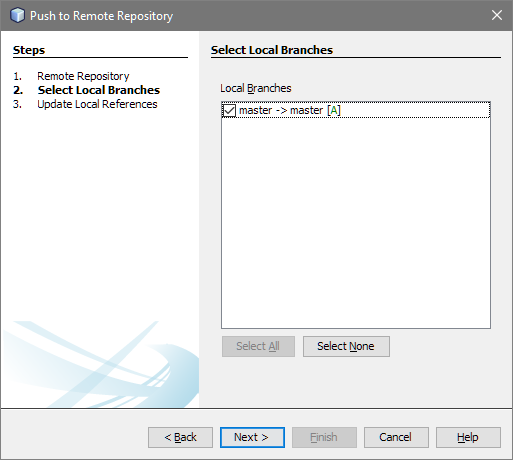 Push to Remote Repository
Steps
1. Remote Repository
2. Select Local Branches
3. Update Local References
Select Local Branches
Local Branches
master -> master [A]
Select All
Select None
< Back
Next >
Finish
Cancel
Help